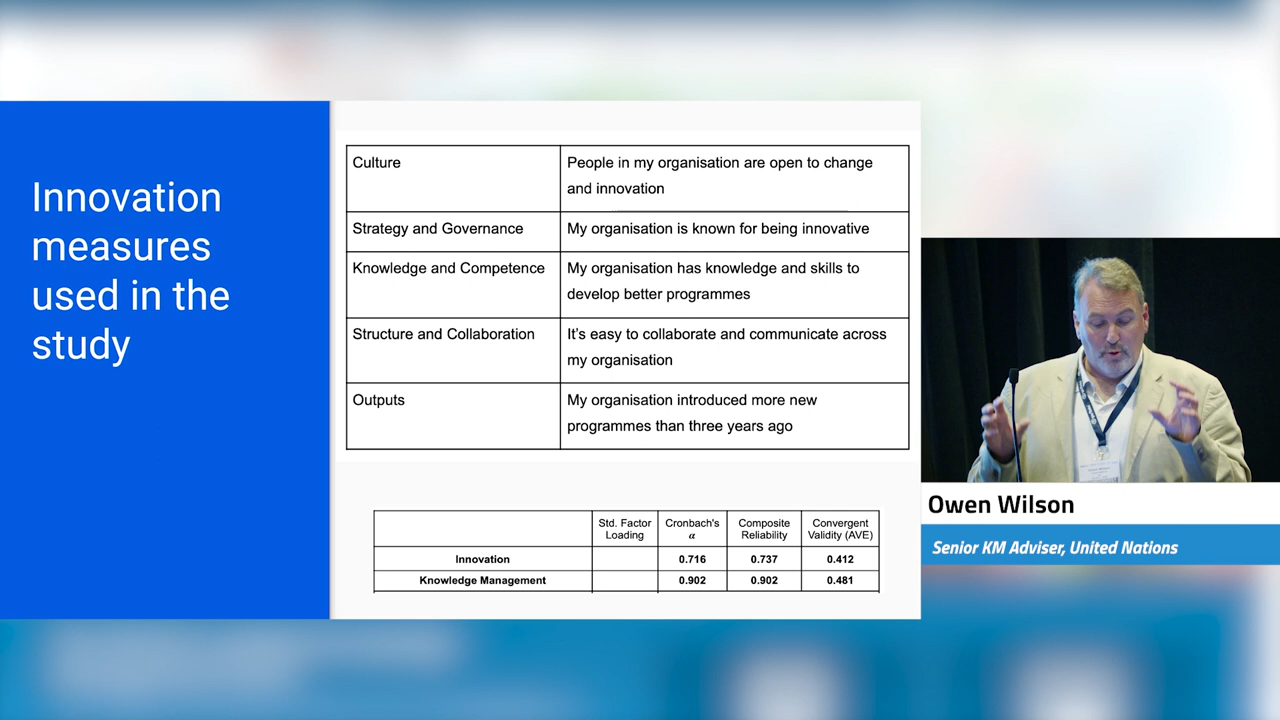 Innovation
measures
used in the
study
Culture
People in my organisation are open to change
and innovation
Strategy and Governance
My organisation is known for being innovative
Knowledge and Competence
My organisation has knowledge and skills to
develop better programmes
Structure and Collaboration
It's easy to collaborate and communicate across
my organisation
Outputs
My organisation introduced more new
programmes than three years ago
Std. Factor
Loading
Cronbach's
α
Composite
Reliability
Convergent
Validity (AVE)
Innovation 0.716 0.737 0.412
Knowledge Management 0.902 0.902 0.481
Owen Wilson
Senior KM Adviser, United Nations